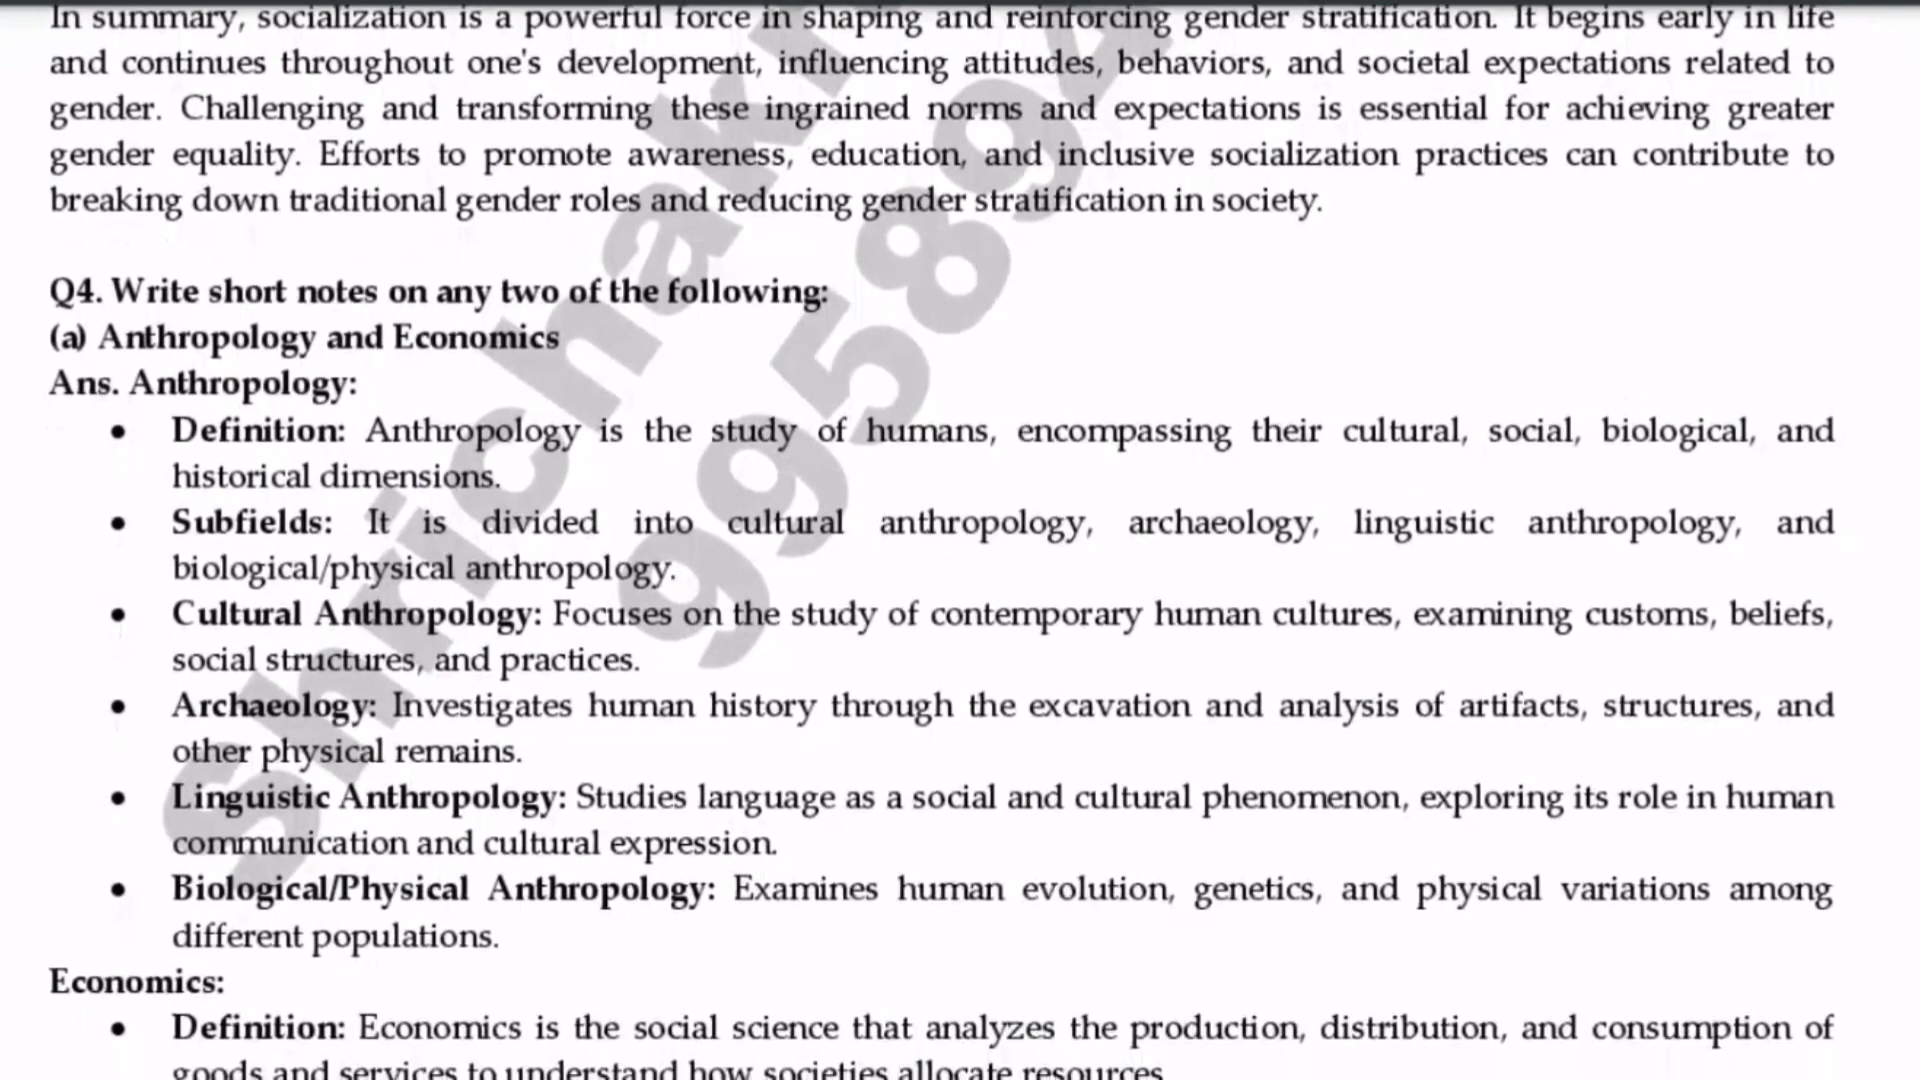 In summary, socialization is a powerful force in shaping and reinforcing gender stratification. It begins early in life
and continues throughout one's development, influencing attitudes, behaviors, and societal expectations related to
gender. Challenging and transforming these ingrained norms and expectations is essential for achieving greater
gender equality. Efforts to promote awareness, education, and inclusive socialization practices can contribute to
breaking down traditional gender roles and reducing gender stratification in society.
Q4. Write short notes on any two of the following:
(a) Anthropology and Economics
Ans. Anthropology:
• Definition: Anthropology is the study of humans, encompassing their cultural, social, biological, and
historical dimensions.
• Subfields: It is divided into cultural anthropology, archaeology, linguistic anthropology, and
biological/physical anthropology.
• Cultural Anthropology: Focuses on the study of contemporary human cultures, examining customs, beliefs,
social structures, and practices.
• Archaeology: Investigates human history through the excavation and analysis of artifacts, structures, and
other physical remains.
• Linguistic Anthropology: Studies language as a social and cultural phenomenon, exploring its role in human
communication and cultural expression.
• Biological/Physical Anthropology: Examines human evolution, genetics, and physical variations among
different populations.
Economics:
• Definition: Economics is the social science that analyzes the production, distribution, and consumption of
goods and services to understand how societies allocate resources.